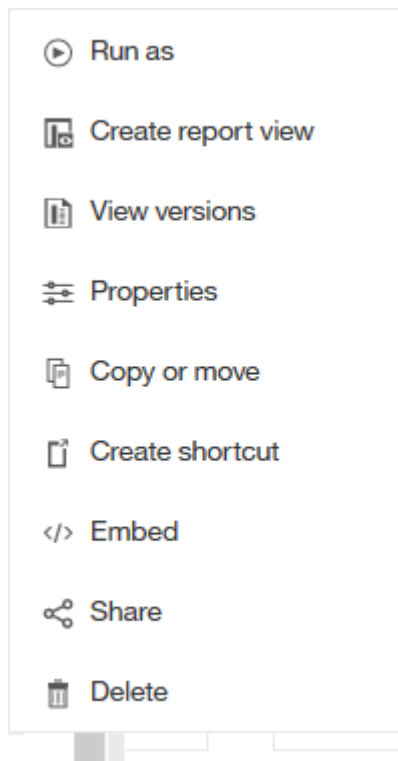 Run as
Create report view
View versions
Properties
Copy or move
Create shortcut
Embed
Share
Delete